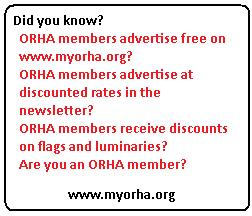 Did you know?
ORHA members advertise free on
www.myorha.org?
ORHA members advertise at
discounted rates in the
newsletter?
ORHA members receive discounts
on flags and luminaries?
Are you an ORHA member?
www.myorha.org